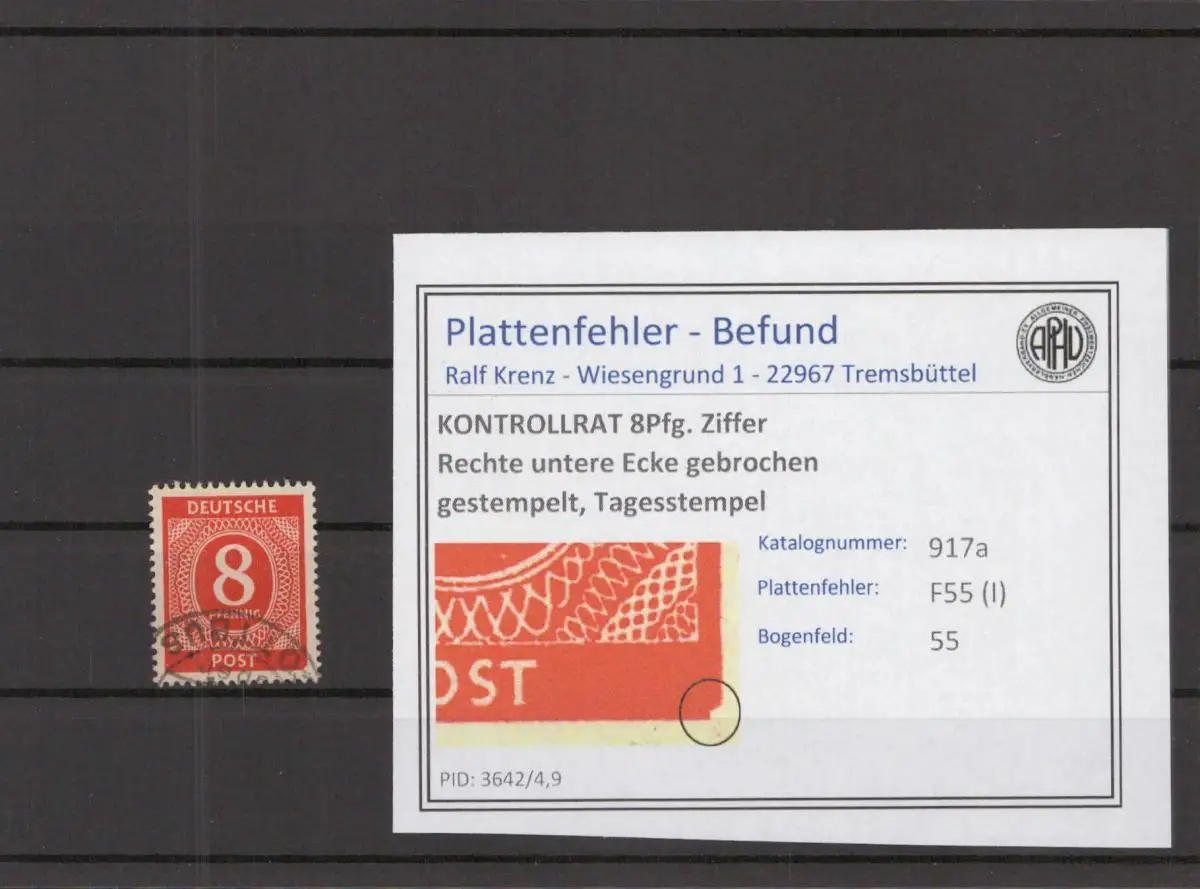 DEUTSCHE
8
PFENNIG
POST
Plattenfehler - Befund
Ralf Krenz - Wiesengrund 1 - 22967 Tremsbüttel
APHV
KONTROLLRAT 8Pfg. Ziffer
Rechte untere Ecke gebrochen
gestempelt, Tagesstempel
Katalognummer: 917a
Plattenfehler: F55 (I)
Bogenfeld: 55
OST
PID: 3642/4,9